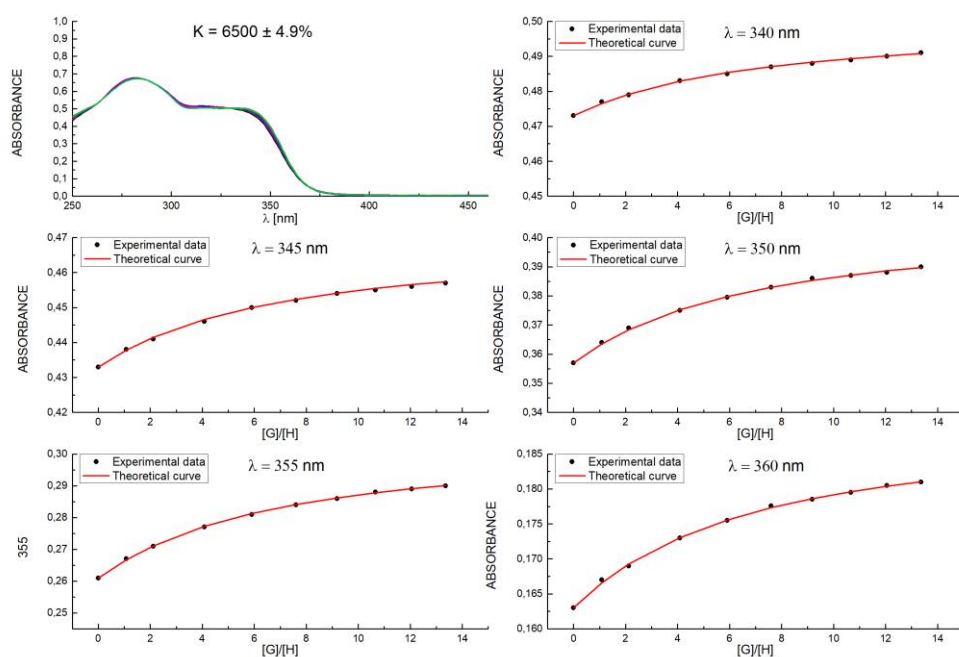 K = 6500 ± 4.9%
ABSORBANCE
1,0
0,9
0,8
0,7
0,6
0,5
0,4
0,3
0,2
0,1
0,0
250 300 350 400 450
λ [nm]
Experimental data
Theoretical curve
λ = 340 nm
ABSORBANCE
0,50
0,49
0,48
0,47
0,46
0,45
0 2 4 6 8 10 12 14
[G]/[H]
Experimental data
Theoretical curve
λ = 345 nm
ABSORBANCE
0,47
0,46
0,45
0,44
0,43
0,42
0 2 4 6 8 10 12 14
[G]/[H]
Experimental data
Theoretical curve
λ = 350 nm
ABSORBANCE
0,40
0,39
0,38
0,37
0,36
0,35
0,34
0 2 4 6 8 10 12 14
[G]/[H]
Experimental data
Theoretical curve
λ = 355 nm
355
0,30
0,29
0,28
0,27
0,26
0,25
0 2 4 6 8 10 12 14
[G]/[H]
Experimental data
Theoretical curve
λ = 360 nm
ABSORBANCE
0,185
0,180
0,175
0,170
0,165
0,160
0 2 4 6 8 10 12 14
[G]/[H]